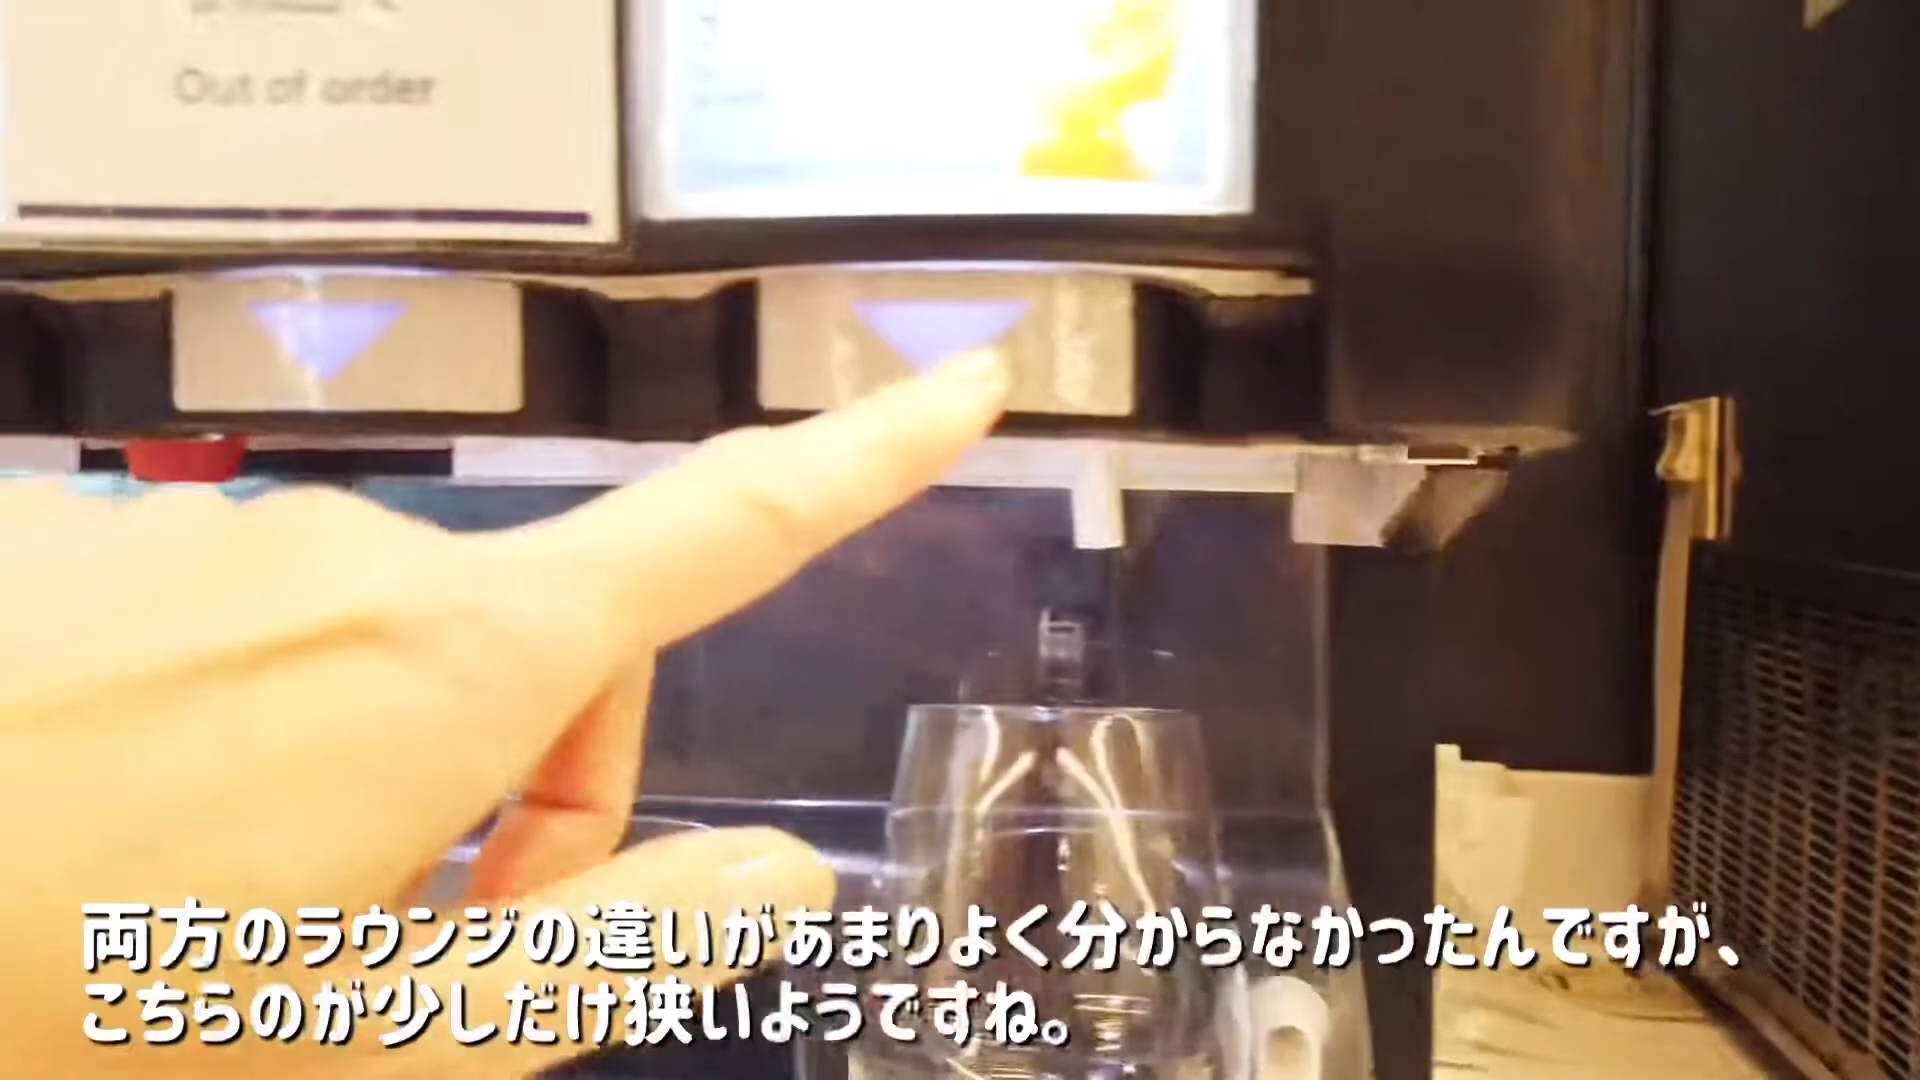 Out of order
両方のラウンジの違いがあまりよく分からなかったんですが、
こちらのが少しだけ狭いようですね。